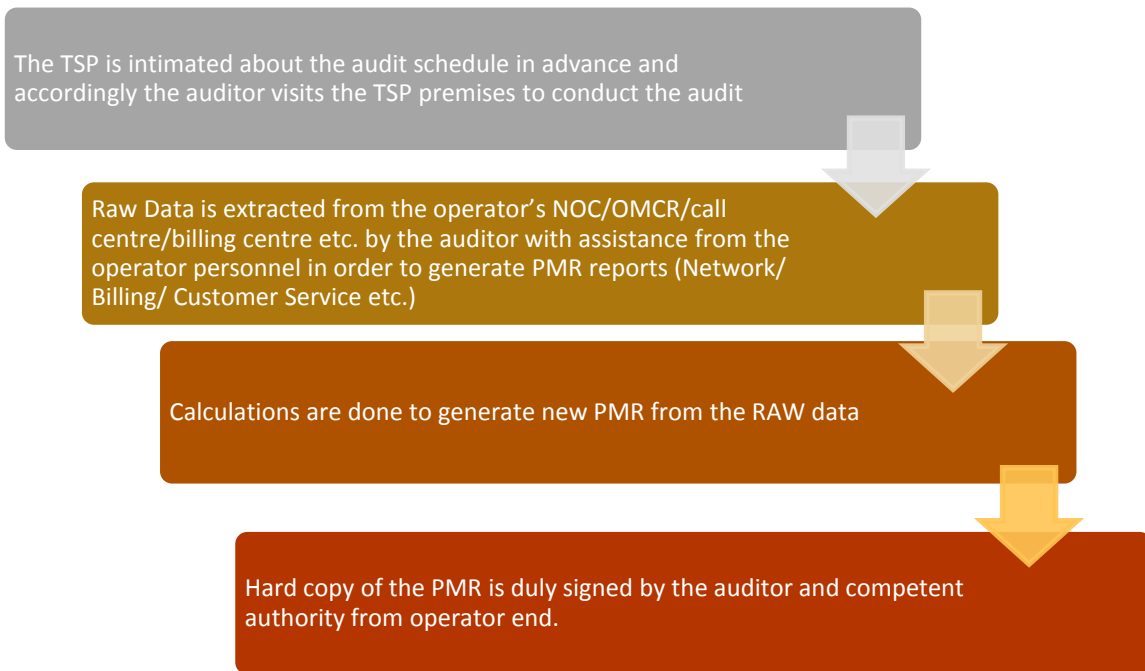 The TSP is intimated about the audit schedule in advance and
accordingly the auditor visits the TSP premises to conduct the audit
Raw Data is extracted from the operator’s NOC/OMCR/call
centre/billing centre etc. by the auditor with assistance from the
operator personnel in order to generate PMR reports (Network/
Billing/ Customer Service etc.)
Calculations are done to generate new PMR from the RAW data
Hard copy of the PMR is duly signed by the auditor and competent
authority from operator end.